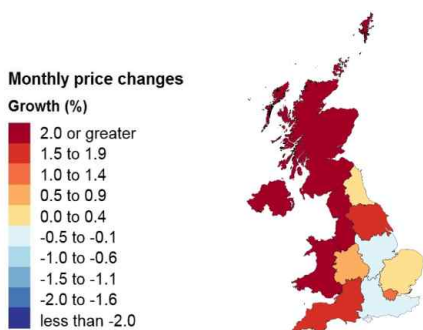 Monthly price changes
Growth (%)
2.0 or greater
1.5 to 1.9
1.0 to 1.4
0.5 to 0.9
0.0 to 0.4
-0.5 to -0.1
-1.0 to -0.6
-1.5 to -1.1
-2.0 to -1.6
less than -2.0